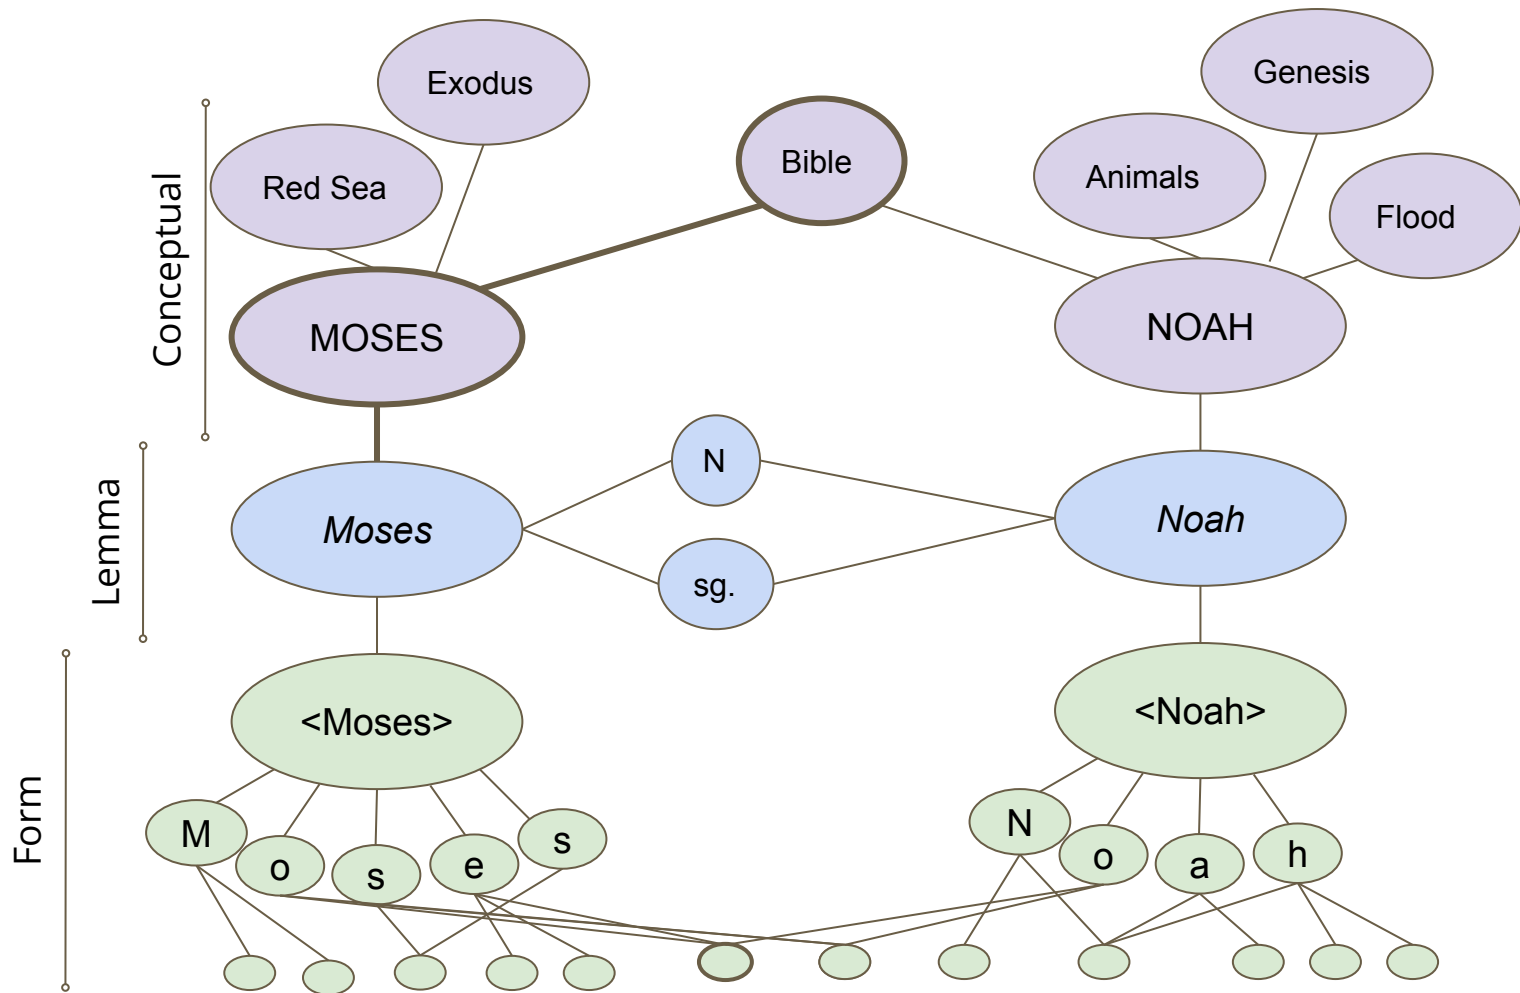 Exodus
Genesis
Bible
Animals
Red Sea
Flood
Conceptual
MOSES
NOAH
N
Lemma
Moses
Noah
sg.
<Moses>
<Noah>
Form
M
o
s
e
s
N
o
a
h